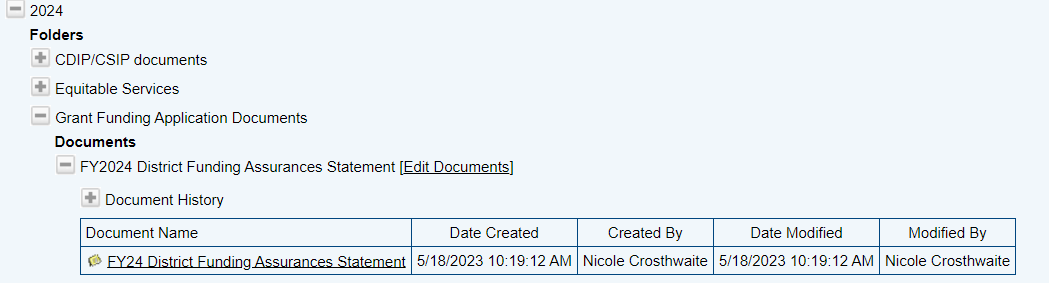 2024
Folders
CDIP/CSIP documents
Equitable Services
Grant Funding Application Documents
Documents
FY2024 District Funding Assurances Statement [Edit Documents]
Document History
Document Name Date Created Created By Date Modified Modified By
FY24 District Funding Assurances Statement 5/18/2023 10:19:12 AM Nicole Crosthwaite 5/18/2023 10:19:12 AM Nicole Crosthwaite